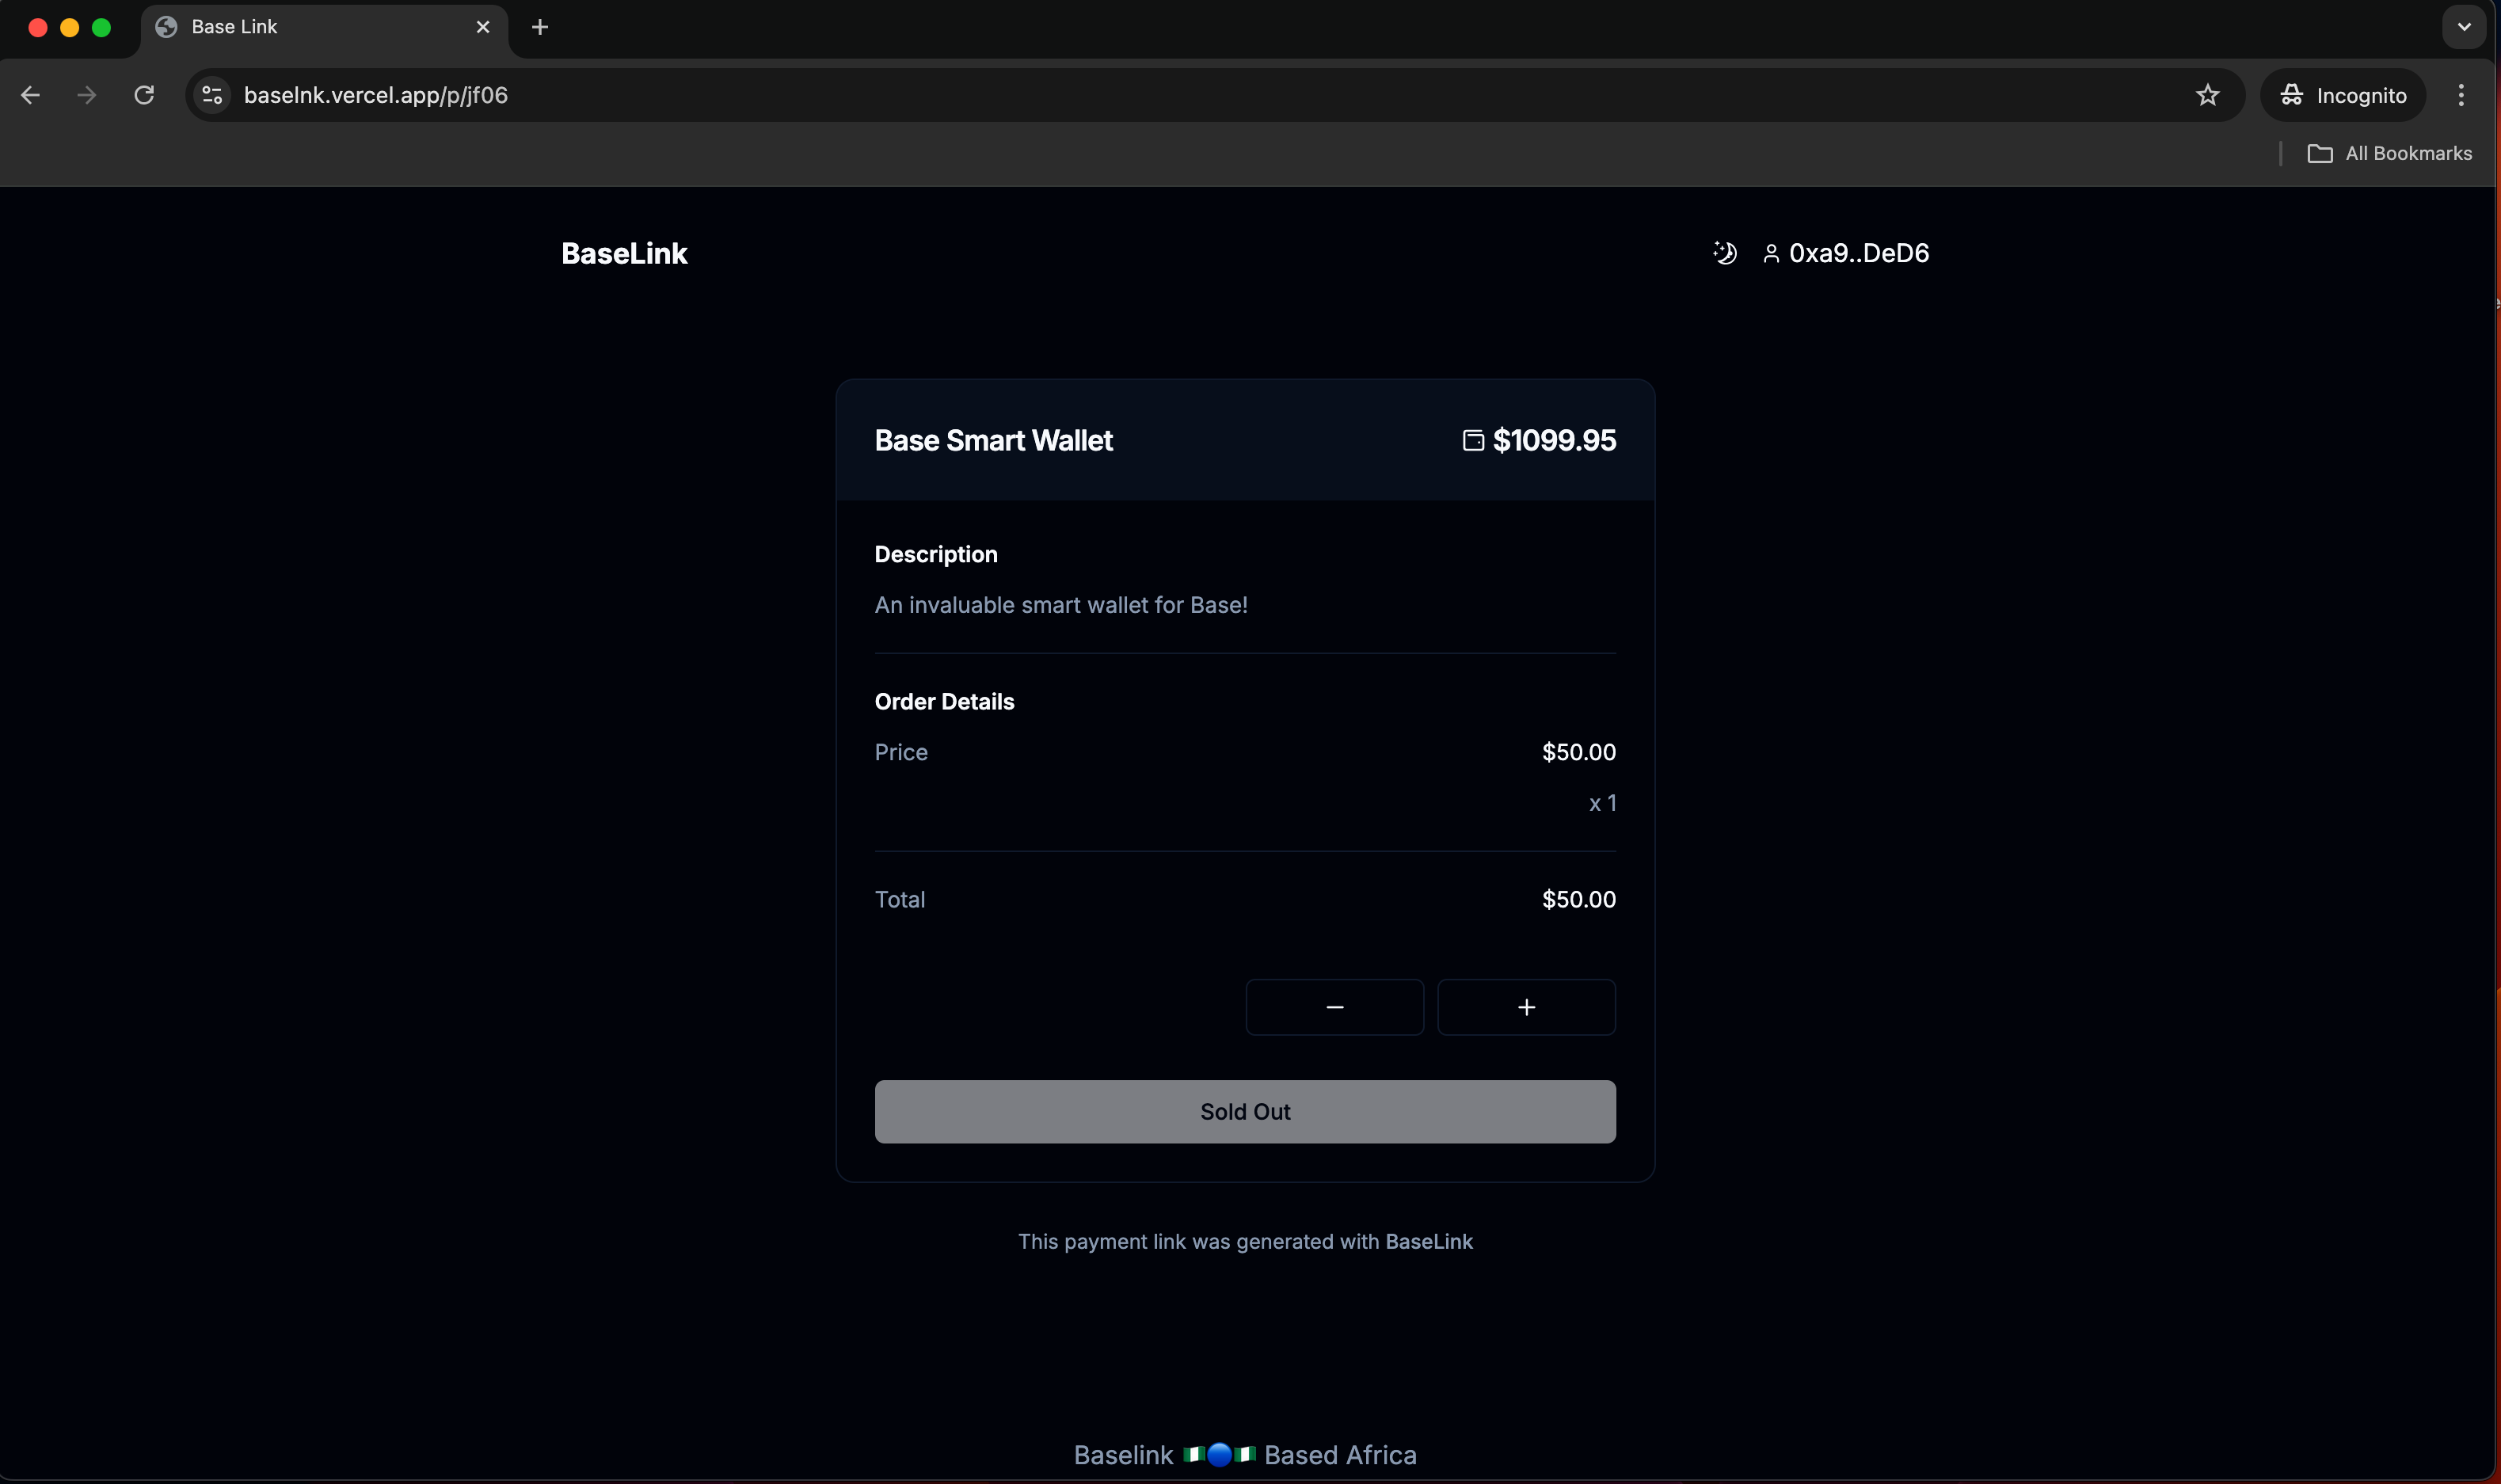 Base Link
baselnk.vercel.app/p/jf06
Incognito
All Bookmarks
BaseLink
0xa9..DeD6
Base Smart Wallet
$1099.95
Description
An invaluable smart wallet for Base!
Order Details
Price
$50.00
x 1
Total
$50.00
Sold Out
This payment link was generated with BaseLink
Baselink 🇳🇬🔵🇳🇬 Based Africa